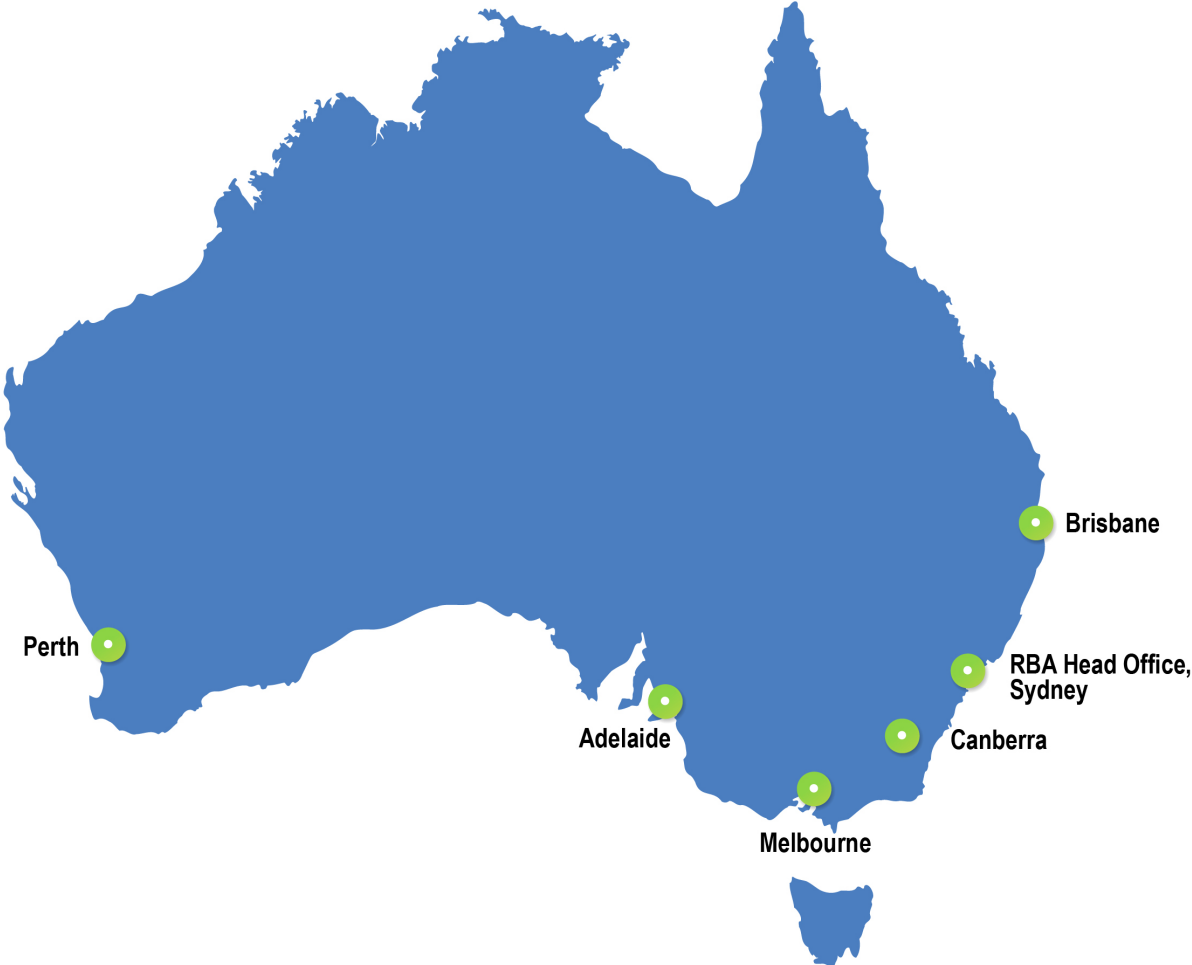 Brisbane
Perth
RBA Head Office,
Sydney
Adelaide
Canberra
Melbourne